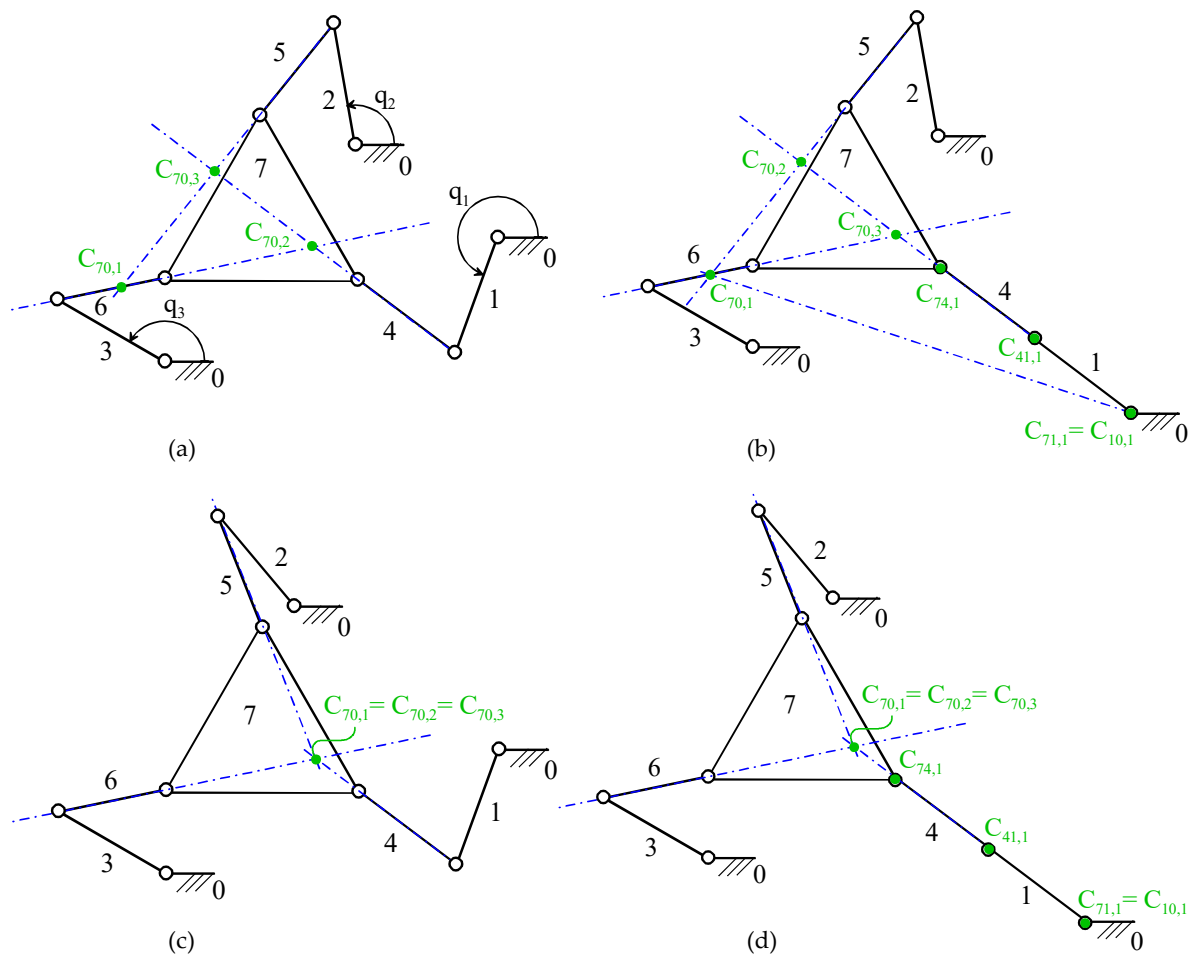 5
2
q₂
0
7
C₇₀,₃
q₁
C₇₀,₂
0
C₇₀,₁
6
1
q₃
3
4
0
(a)
5
2
0
7
C₇₀,₂
C₇₀,₃
6
C₇₀,₁
C₇₄,₁
4
3
0
C₄₁,₁
1
C₇₁,₁= C₁₀,₁
0
(b)
2
5
0
7
C₇₀,₁= C₇₀,₂= C₇₀,₃
0
6
1
4
3
0
(c)
2
5
0
7
C₇₀,₁= C₇₀,₂= C₇₀,₃
C₇₄,₁
6
4
C₄₁,₁
3
0
1
C₇₁,₁= C₁₀,₁
0
(d)